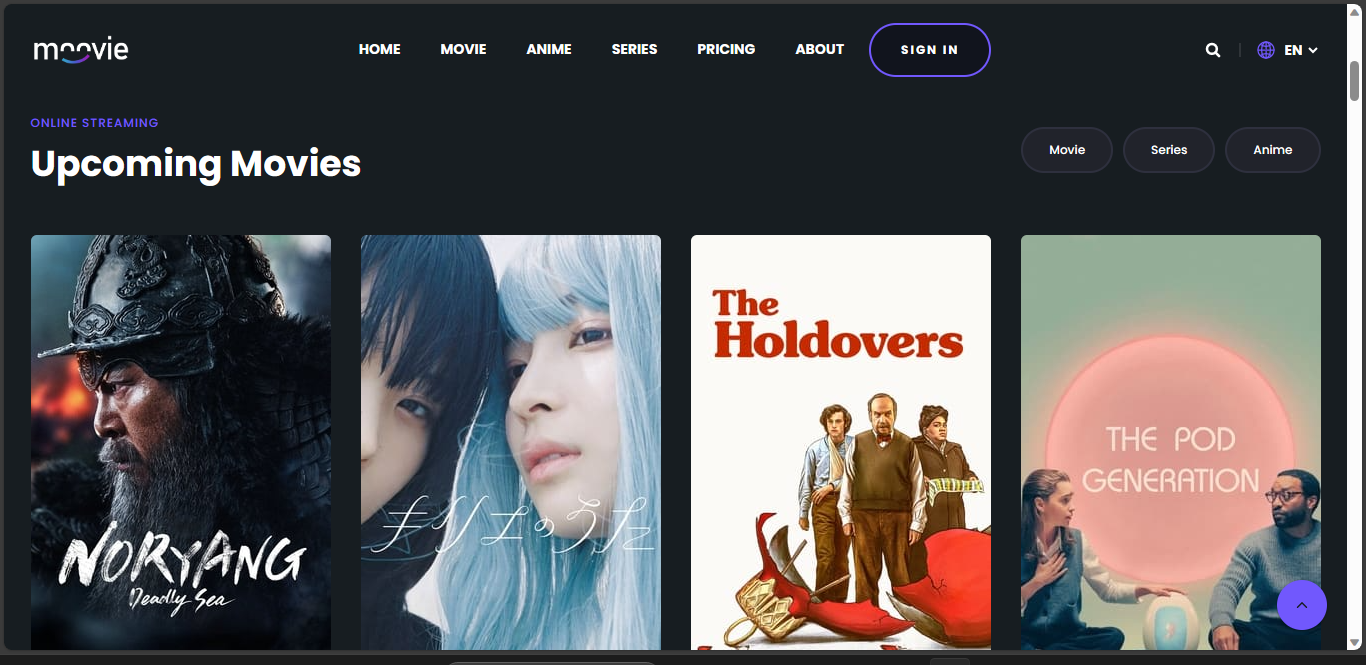 moovie
HOME
MOVIE
ANIME
SERIES
PRICING
ABOUT
SIGN IN
EN
ONLINE STREAMING
Upcoming Movies
Movie
Series
Anime
NORYANG
Deadly Sea
キリエのうた
The
Holdovers
THE POD
GENERATION